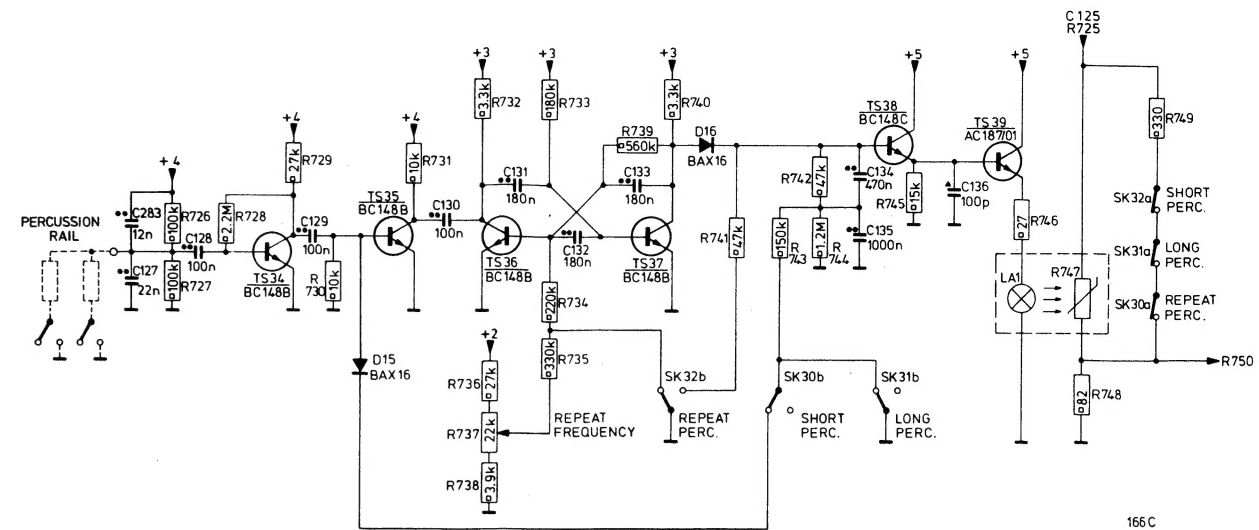 C125
R725
+3
+3
+3
+5
+5
3.3k
R732
180k
R733
3.3k
R740
R739
560k
D16
BAX16
TS38
BC148C
TS39
AC187/01
330
R749
+4
+4
27k
R729
10k
R731
C131
180n
C133
180n
R742
47k
C134
470n
R745
15k
C136
100p
SK32a
SHORT
PERC.
+4
PERCUSSION
RAIL
C283
12n
R726
100k
R728
2.2M
C128
100n
C129
100n
TS35
BC148B
C130
100n
R741
47k
150k
R
743
1.2M
R
744
C135
1000n
27
R746
SK31a
LONG
PERC.
C127
22n
100k
R727
TS34
BC148B
R
730
10k
TS36
BC148B
C132
180n
TS37
BC148B
LA1
R747
SK30a
REPEAT
PERC.
220k
R734
+2
330k
R735
D15
BAX16
R750
R736
27k
SK32b
SK30b
SK31b
82
R748
R737
22k
REPEAT
FREQUENCY
REPEAT
PERC.
SHORT
PERC.
LONG
PERC.
R738
3.9k
166C